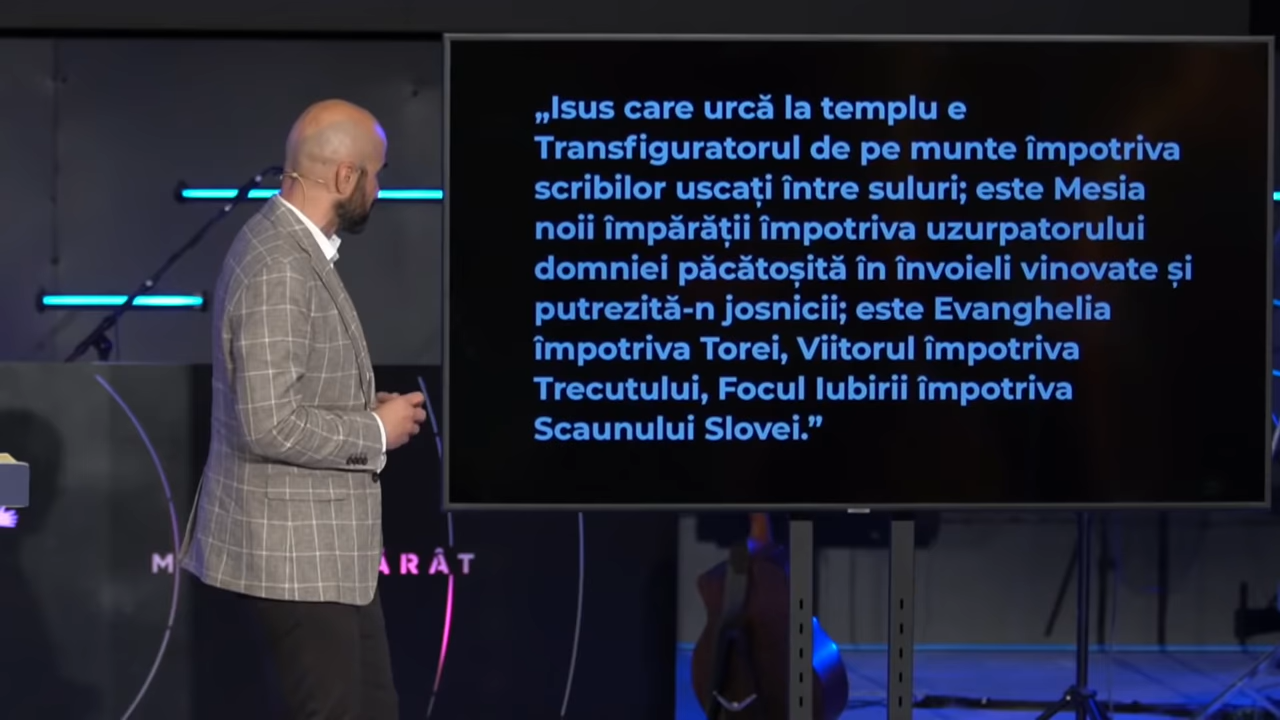 „Isus care urcă la templu e
Transfiguratorul de pe munte împotriva
scribilor uscați între suluri; este Mesia
noii împărății împotriva uzurpatorului
domniei păcătoșită în învoieli vinovate și
putrezită-n josnicii; este Evanghelia
împotriva Torei, Viitorul împotriva
Trecutului, Focul Iubirii împotriva
Scaunului Slovei.”